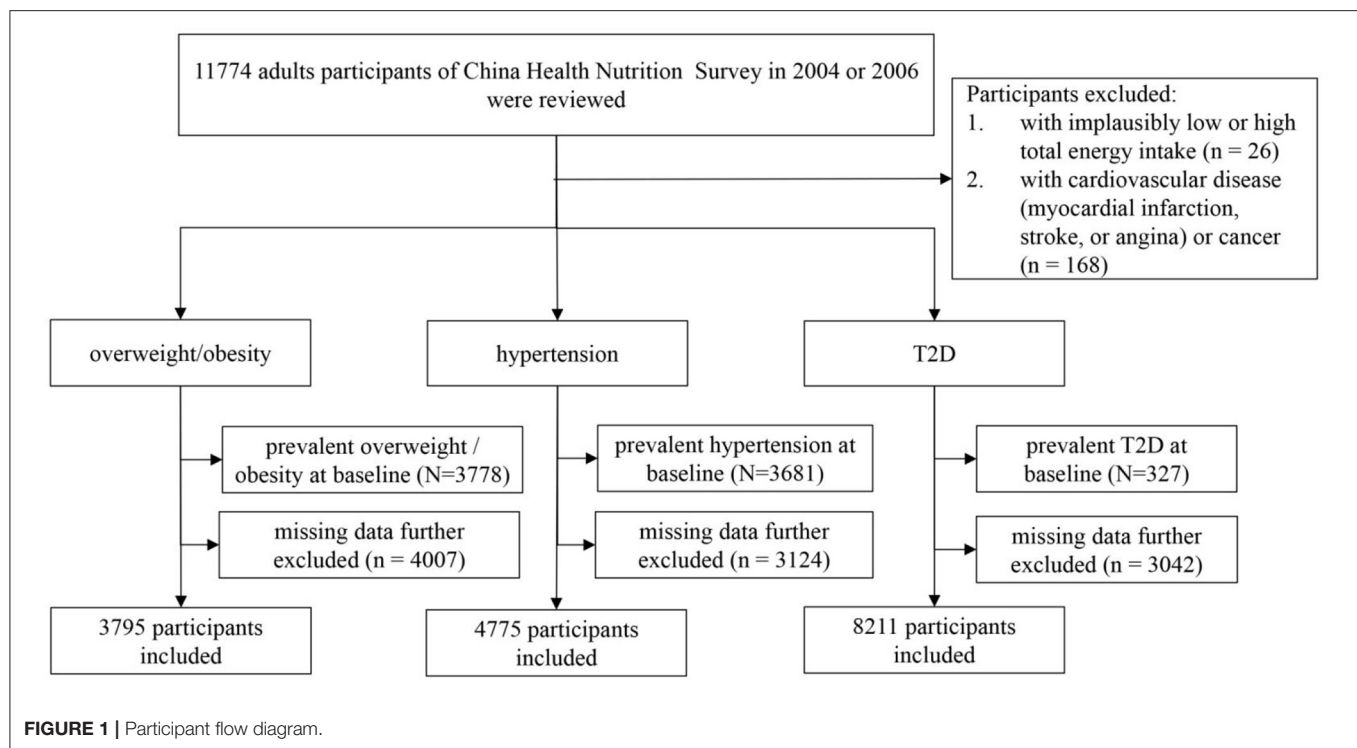 11774 adults participants of China Health Nutrition Survey in 2004 or 2006
were reviewed
Participants excluded:
1. with implausibly low or high
total energy intake (n = 26)
2. with cardiovascular disease
(myocardial infarction,
stroke, or angina) or cancer
(n = 168)
overweight/obesity
hypertension
T2D
prevalent overweight /
obesity at baseline (N=3778)
prevalent hypertension at
baseline (N=3681)
prevalent T2D at
baseline (N=327)
missing data further
excluded (n = 4007)
missing data further
excluded (n = 3124)
missing data further
excluded (n = 3042)
3795 participants
included
4775 participants
included
8211 participants
included
FIGURE 1 | Participant flow diagram.